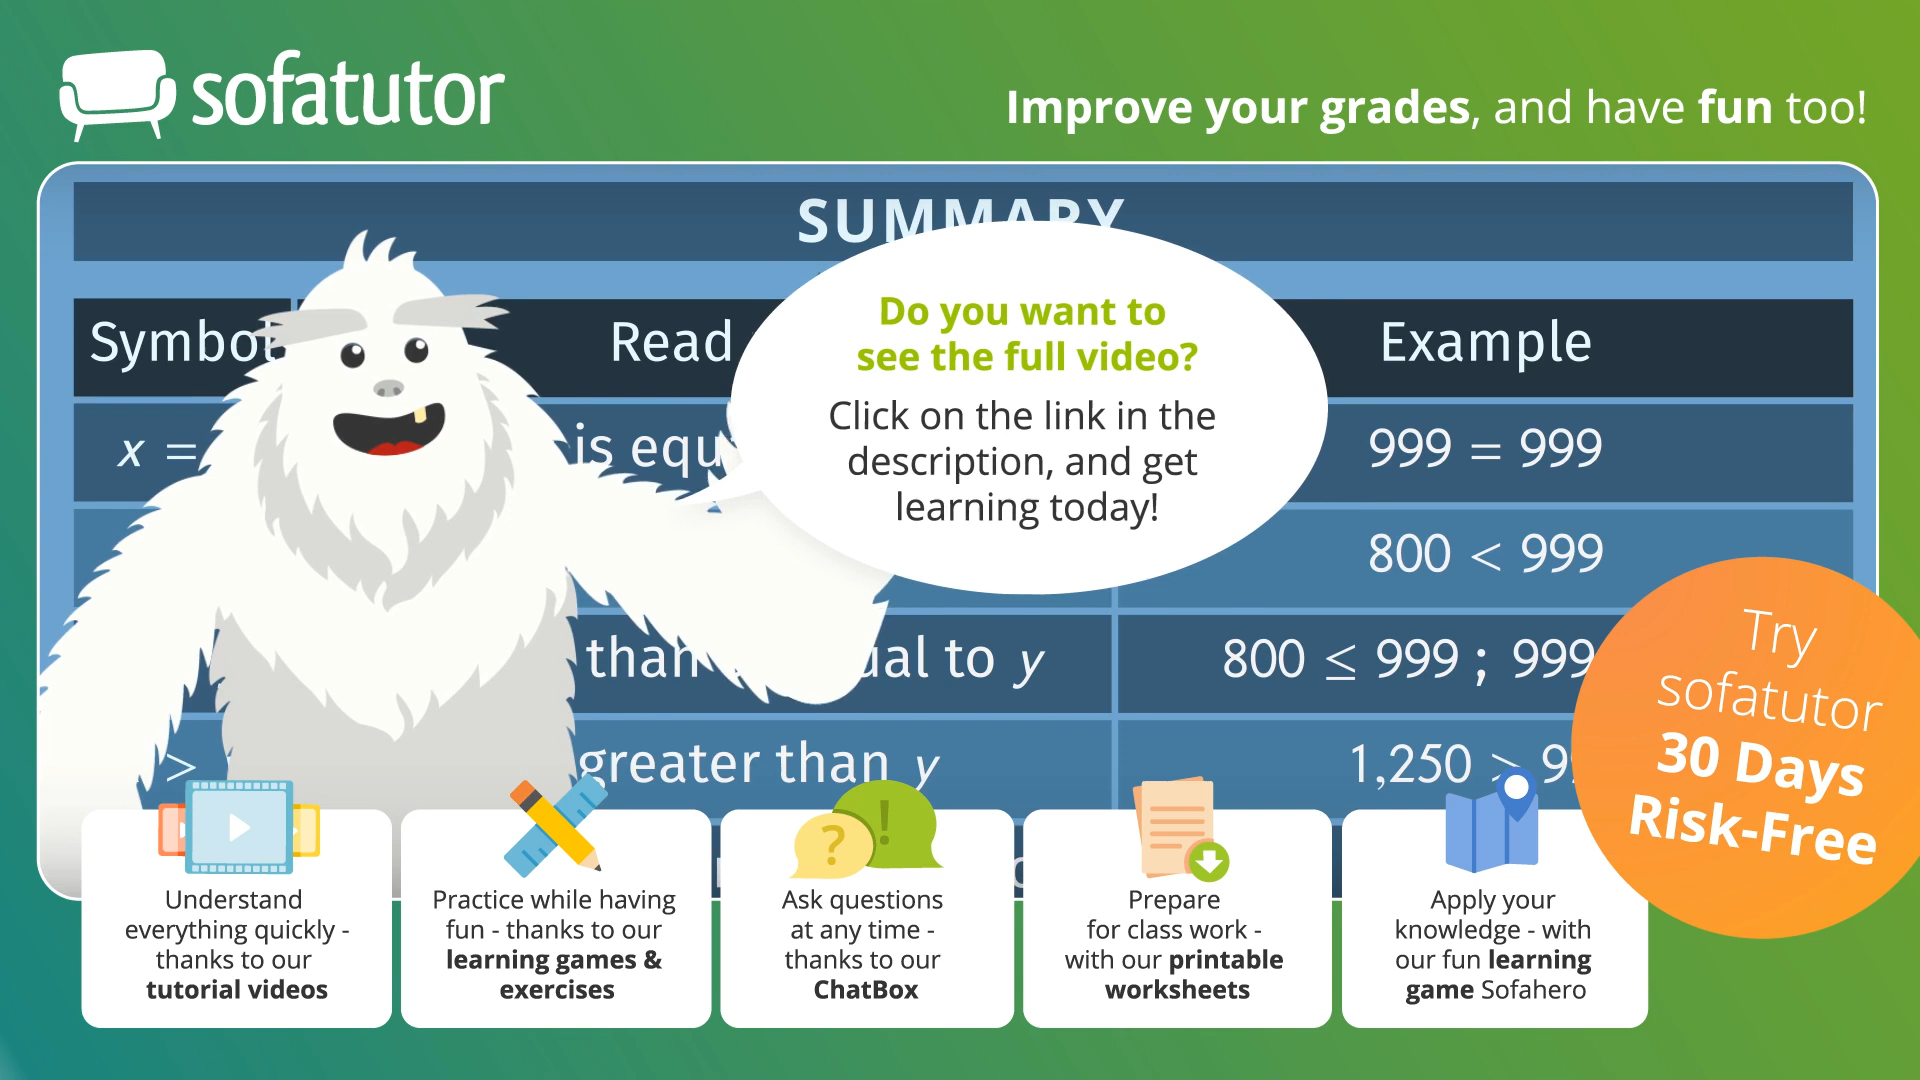 sofatutor
Improve your grades, and have fun too!
SUMMARY
Symbol Read Example
x = is equ 999 = 999
800 < 999
than ual to y 800 ≤ 999 ; 999
> greater than y 1,250 > 9
Do you want to
see the full video?
Click on the link in the
description, and get
learning today!
Try
sofatutor
30 Days
Risk-Free
Understand
everything quickly -
thanks to our
tutorial videos
Practice while having
fun - thanks to our
learning games &
exercises
Ask questions
at any time -
thanks to our
ChatBox
Prepare
for class work -
with our printable
worksheets
Apply your
knowledge - with
our fun learning
game Sofahero